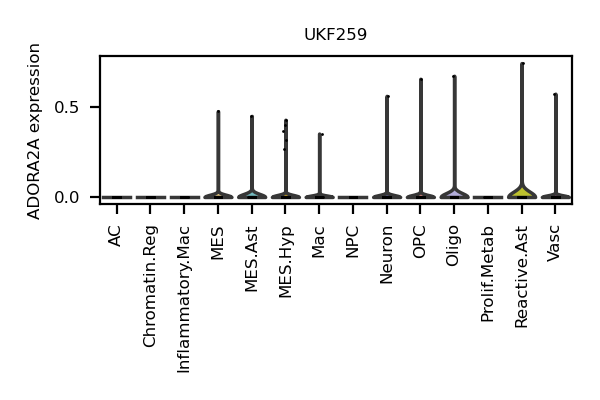 UKF259
ADORA2A expression
0.5
0.0
AC
Chromatin.Reg
Inflammatory.Mac
MES
MES.Ast
MES.Hyp
Mac
NPC
Neuron
OPC
Oligo
Prolif.Metab
Reactive.Ast
Vasc